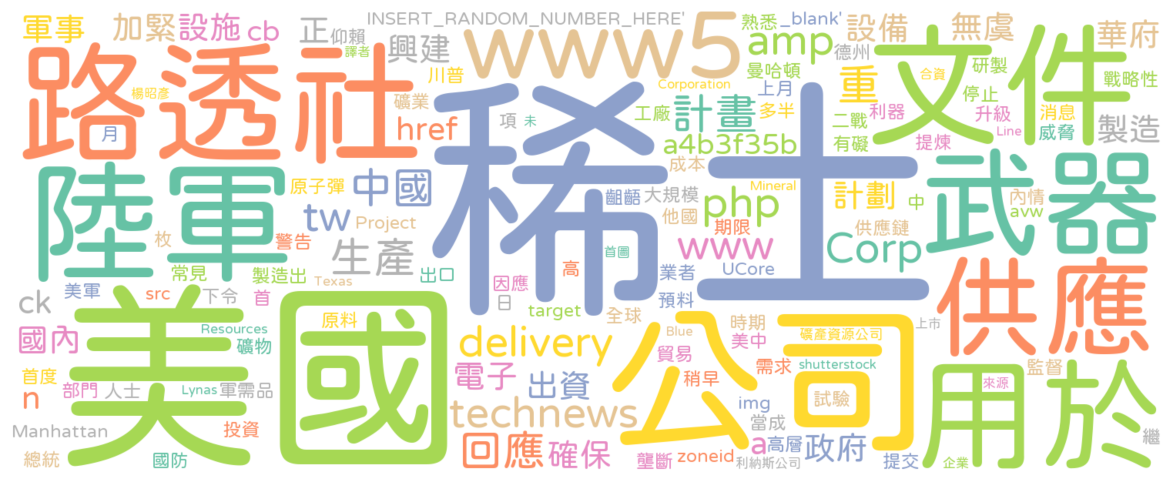 軍事 加緊 設施 cb 正 仰賴 INSERT_RANDOM_NUMBER_HERE' 熟悉 _blank' 設備 無虞 華府
譯者 興建 www5 amp 德州 合資 研製 戰略性
路透社 川普 Corporation 曼哈頓 上月 重 文件 停止
楊昭彥 礦業 稀土 工廠 計畫 多半 二戰 利器 升級 消息
月 href 項 未 a4b3f35b 有礙 提煉 Line 威脅 製造
陸軍 原子彈 中國 成本 Mineral 武器
tw Project 齟齬 大規模 php 計劃 中 內情
枚 警告 生產 他國 期限 供應鏈 avw
常見 製造出 出口 首圖 www Corp 供應
美軍 src 下令 首 Texas 因應 高 業者 UCore
ck 美國 日 target 預料
國內 Resources 原料 全球 公司 時期 礦產資源公司 上市
礦物 delivery Blue 美中 用於
首度 貿易 需求 shutterstock 監督
n 部門 人士 Lynas 軍需品 電子 出資 稍早 試驗 來源
Manhattan 投資 technews img 當成
總統 國防 回應 確保 a 高層 政府 繼
壟斷 zoneid 利納斯公司 提交 企業